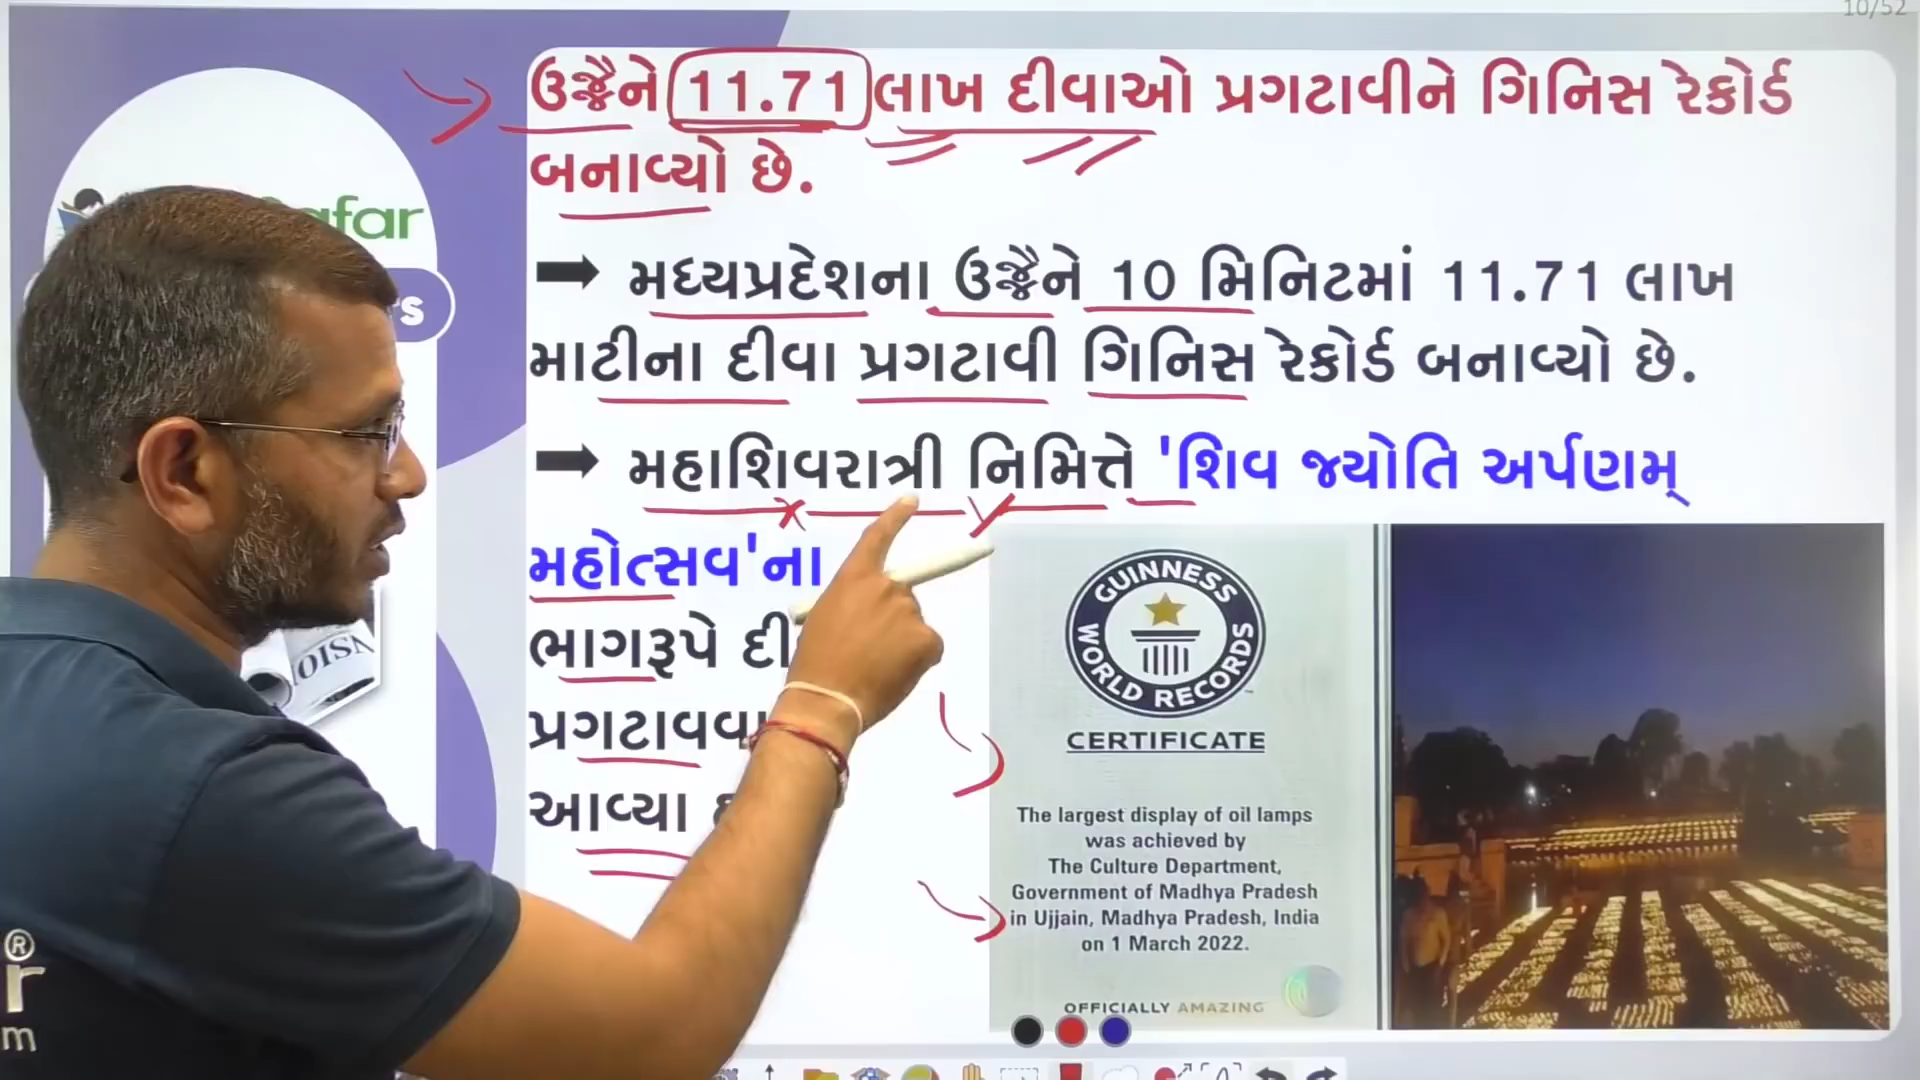 10/52
ઉજ્જૈને 11.71 લાખ દીવાઓ પ્રગટાવીને ગિનિસ રેકોર્ડ
બનાવ્યો છે.
➡ મધ્યપ્રદેશના ઉજ્જૈને 10 મિનિટમાં 11.71 લાખ
માટીના દીવા પ્રગટાવી ગિનિસ રેકોર્ડ બનાવ્યો છે.
➡ મહાશિવરાત્રી નિમિત્તે 'શિવ જ્યોતિ અર્પણમ્
મહોત્સવ'ના
ભાગરૂપે
આવ્યા
GUINNESS
WORLD RECORDS
CERTIFICATE
The largest display of oil lamps
was achieved by
The Culture Department,
Government of Madhya Pradesh
in Ujjain, Madhya Pradesh, India
on 1 March 2022.
OFFICIALLY AMAZING